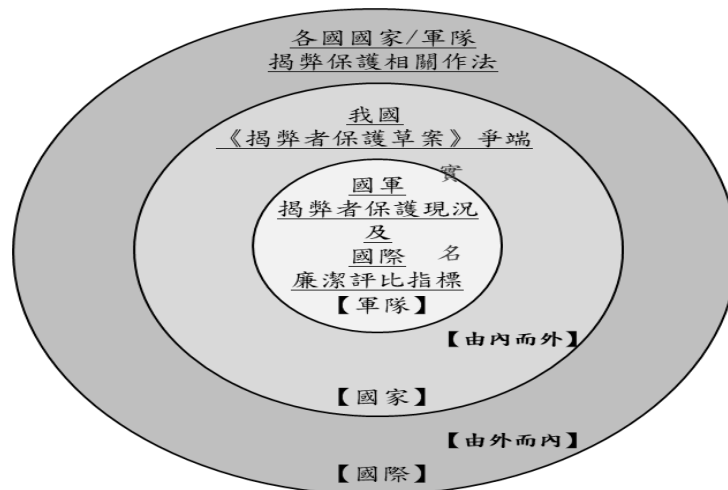 各國國家/軍隊
揭弊保護相關作法
我國
《揭弊者保護草案》爭端
實
國軍
揭弊者保護現況
及
國際
名
廉潔評比指標
【軍隊】
【由內而外】
【國家】
【由外而內】
【國際】